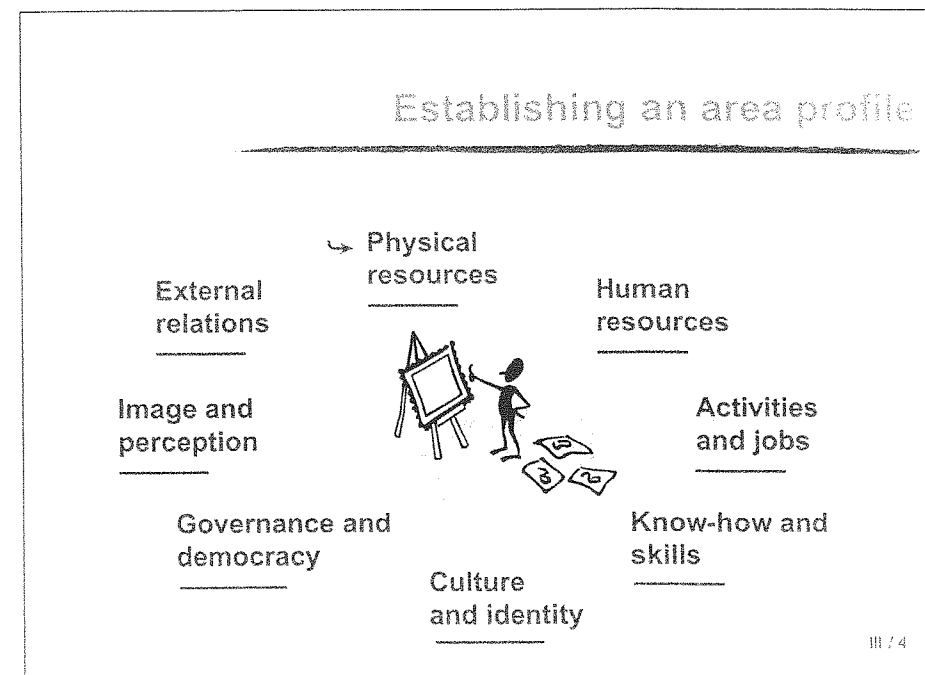 Establishing an area profile
Physical
resources
Human
resources
Activities
and jobs
Know-how and
skills
Culture
and identity
Governance and
democracy
Image and
perception
External
relations
III / 4